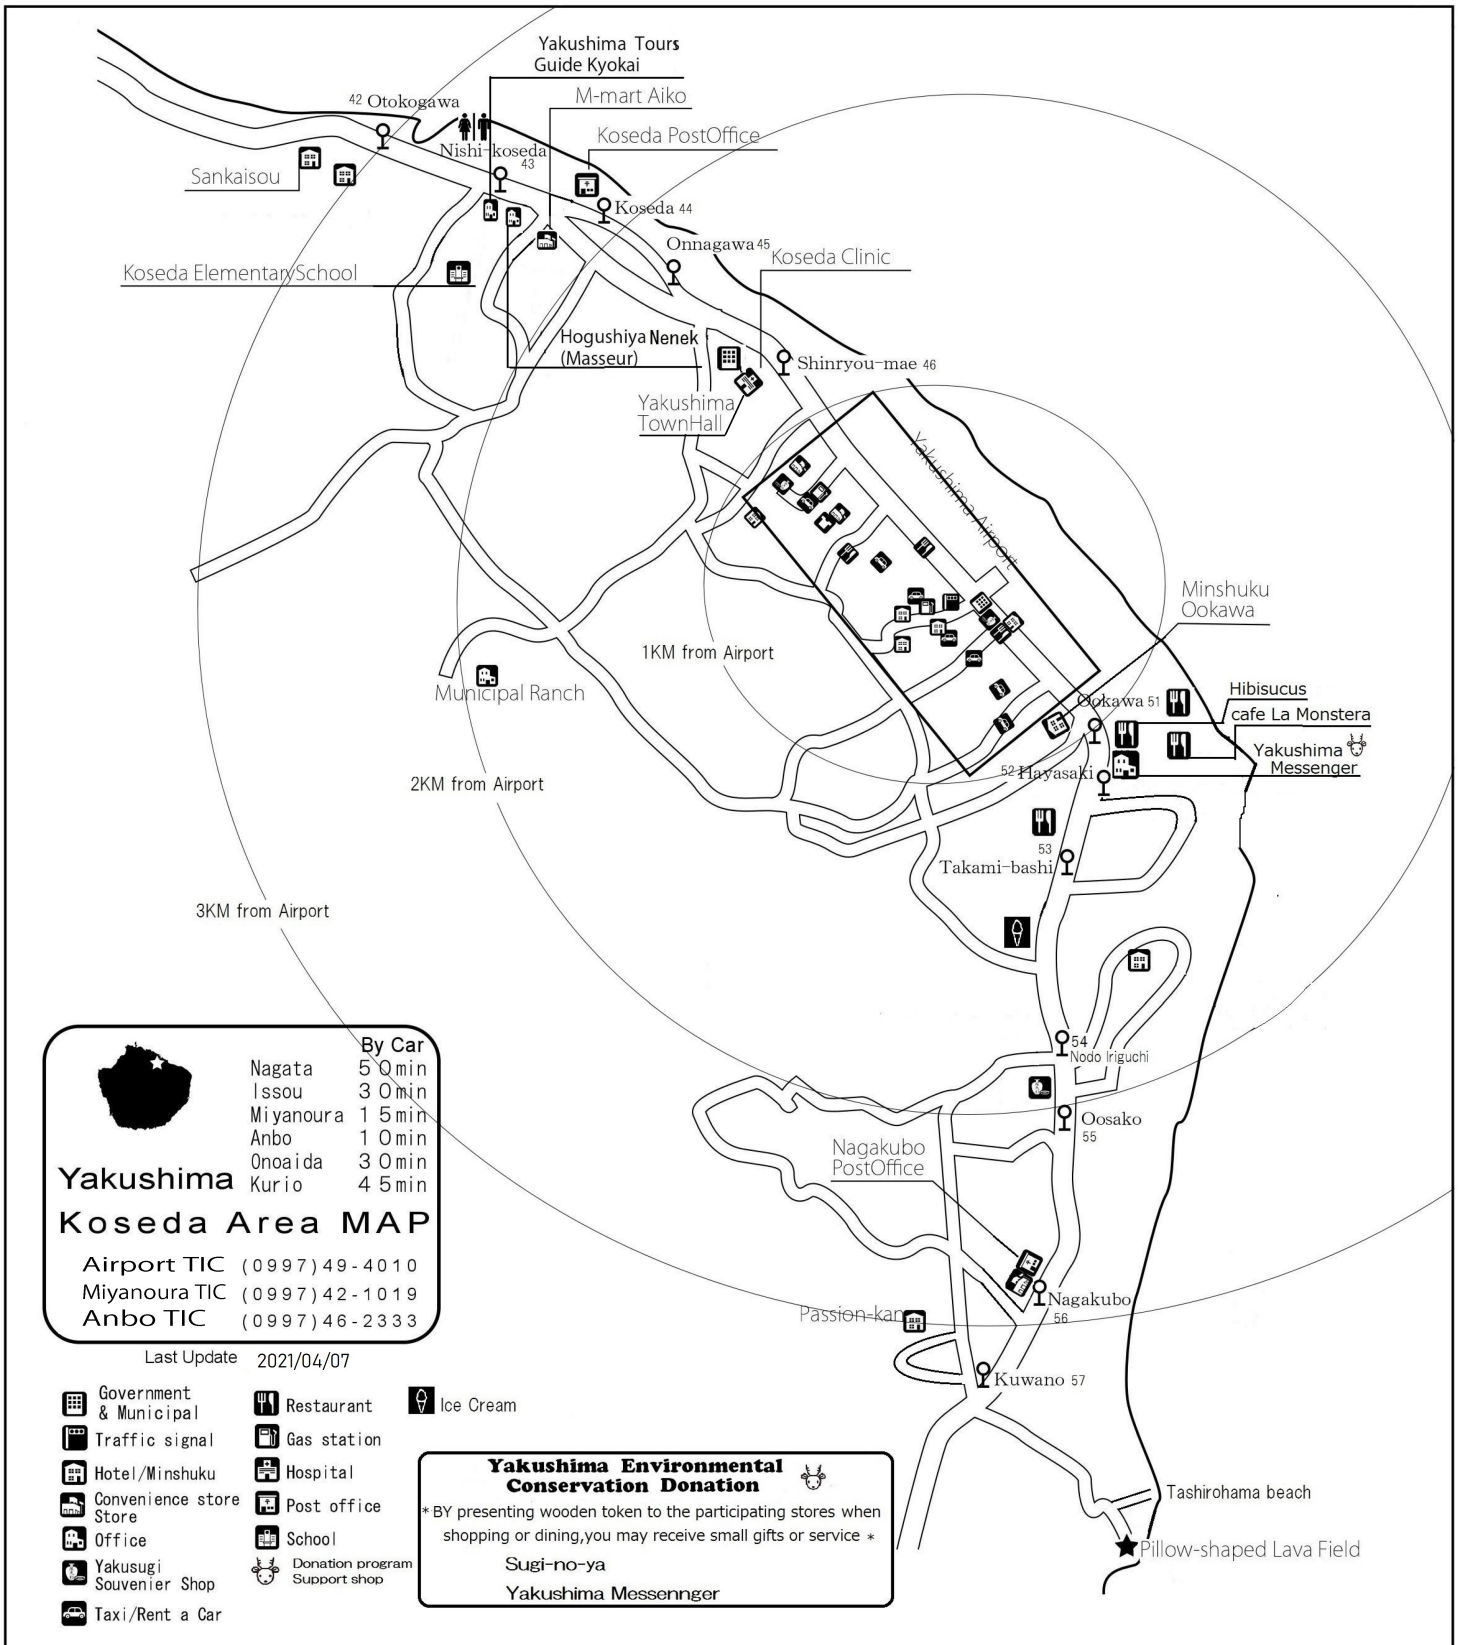 Yakushima Tours
Guide Kyokai
M-mart Aiko
42 Otokogawa
Koseda PostOffice
Nishi-koseda
43
Sankaisou
Koseda 44
Onnagawa 45
Koseda Clinic
Koseda Elementary School
Hogushiya Nenek
(Masseur)
Shinryou-mae 46
Yakushima
TownHall
Yakushima Airport
Minshuku
Ookawa
1KM from Airport
Municipal Ranch
Ookawa 51
Hibisucus
cafe La Monstera
Yakushima
Messenger
52 Hayasaki
2KM from Airport
53
Takami-bashi
3KM from Airport
54
Nodo Iriguchi
Oosako
55
Nagakubo
PostOffice
Nagakubo
56
Passion-kan
Kuwano 57
Tashirohama beach
Pillow-shaped Lava Field
By Car
Nagata 50min
Issou 30min
Miyanoura 15min
Anbo 10min
Onoaida 30min
Kurio 45min
Yakushima
Koseda Area MAP
Airport TIC (0997)49-4010
Miyanoura TIC (0997)42-1019
Anbo TIC (0997)46-2333
Last Update 2021/04/07
Government
& Municipal
Traffic signal
Hotel/Minshuku
Convenience store
Store
Office
Yakusugi
Souvenier Shop
Taxi/Rent a Car
Restaurant
Gas station
Hospital
Post office
School
Donation program
Support shop
Ice Cream
Yakushima Environmental
Conservation Donation
*BY presenting wooden token to the participating stores when
shopping or dining,you may receive small gifts or service *
Sugi-no-ya
Yakushima Messennger